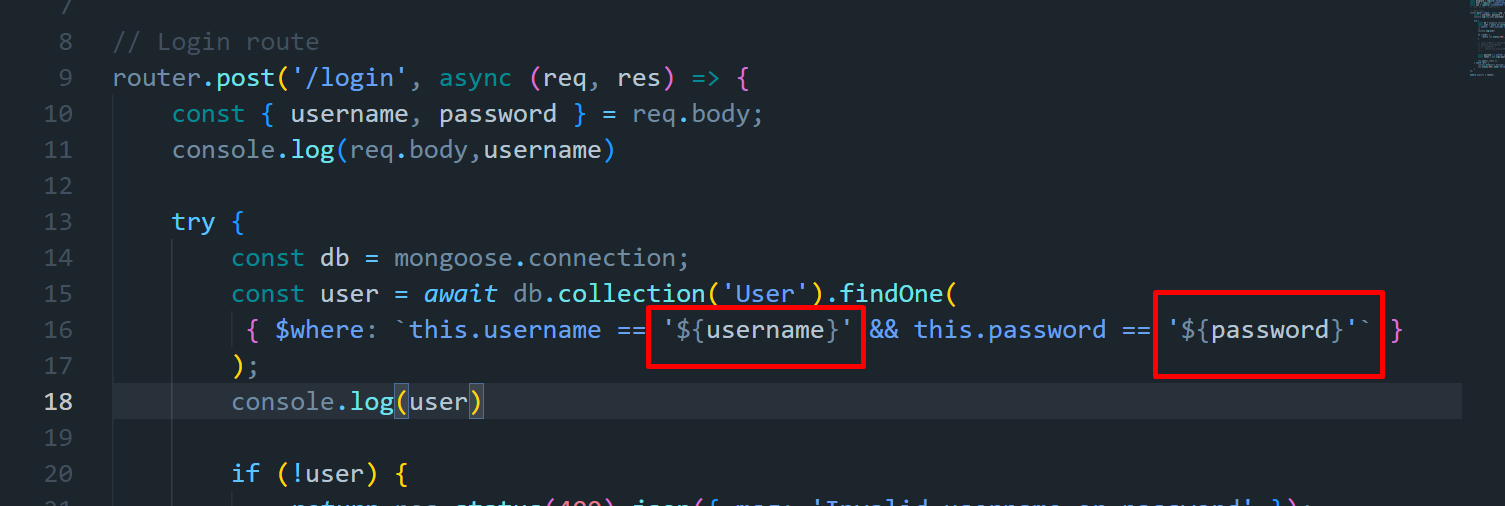 7
8 // Login route
9 router.post('/login', async (req, res) => {
10 const { username, password } = req.body;
11 console.log(req.body,username)
12
13 try {
14 const db = mongoose.connection;
15 const user = await db.collection('User').findOne(
16 { $where: `this.username == '${username}' && this.password == '${password}'` }
17 );
18 console.log(user)
19
20 if (!user) {